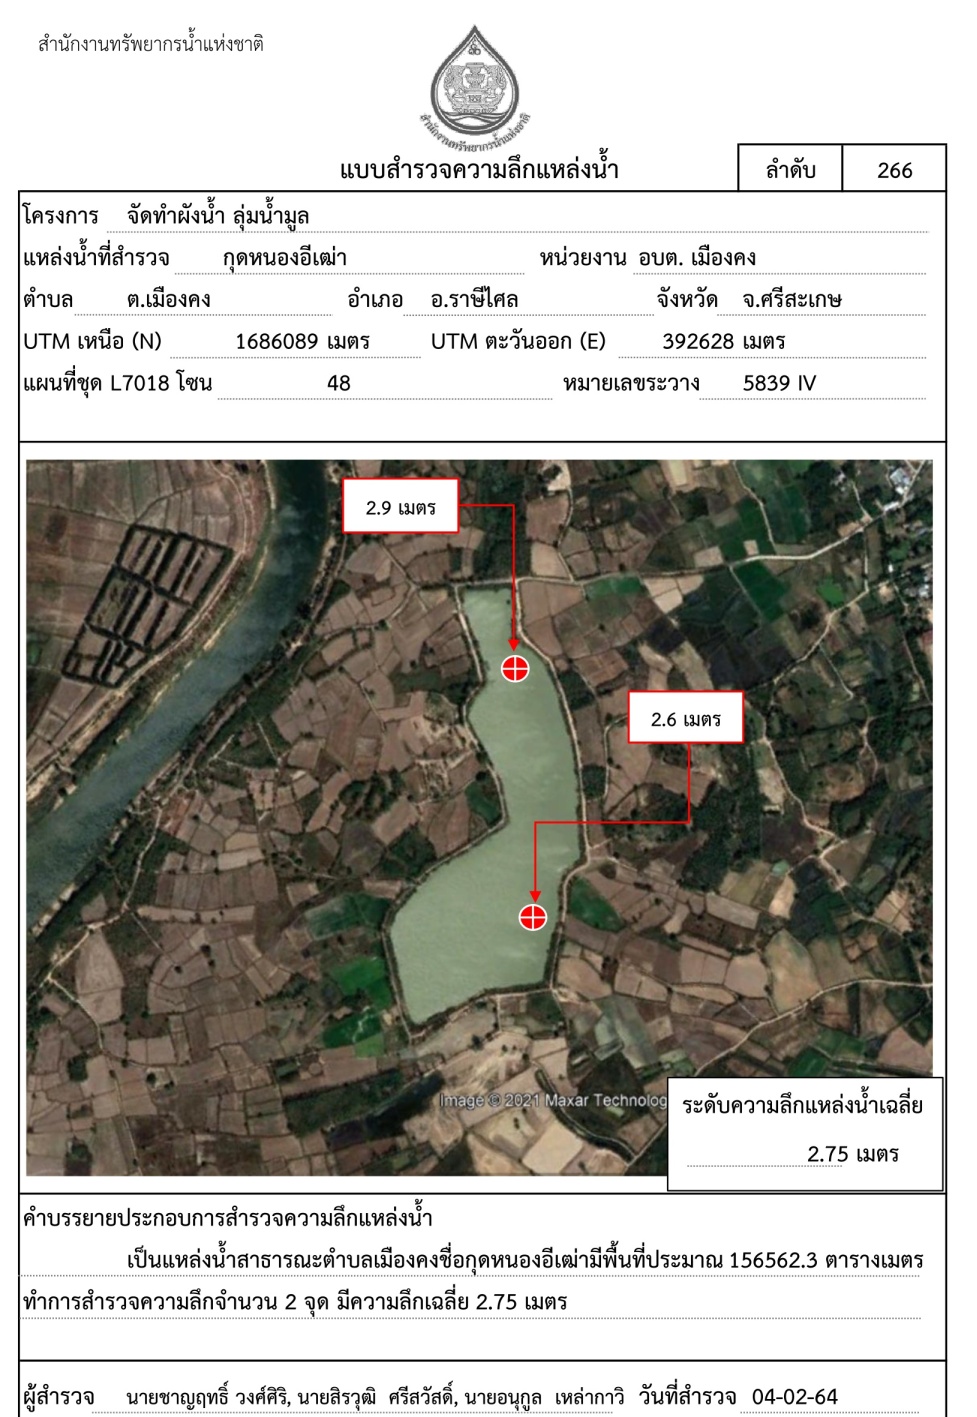 สำนักงานทรัพยากรน้ำแห่งชาติ
สำนักงานทรัพยากรน้ำแห่งชาติ
แบบสำรวจความลึกแหล่งน้ำ
ลำดับ 266
โครงการ จัดทำผังน้ำ ลุ่มน้ำมูล
แหล่งน้ำที่สำรวจ กุดหนองอีเฒ่า หน่วยงาน อบต. เมืองคง
ตำบล ต.เมืองคง อำเภอ อ.ราษีไศล จังหวัด จ.ศรีสะเกษ
UTM เหนือ (N) 1686089 เมตร UTM ตะวันออก (E) 392628 เมตร
แผนที่ชุด L7018 โซน 48 หมายเลขระวาง 5839 IV
2.9 เมตร
2.6 เมตร
Image © 2021 Maxar Technolog
ระดับความลึกแหล่งน้ำเฉลี่ย
2.75 เมตร
คำบรรยายประกอบการสำรวจความลึกแหล่งน้ำ
เป็นแหล่งน้ำสาธารณะตำบลเมืองคงชื่อกุดหนองอีเฒ่ามีพื้นที่ประมาณ 156562.3 ตารางเมตร
ทำการสำรวจความลึกจำนวน 2 จุด มีความลึกเฉลี่ย 2.75 เมตร
ผู้สำรวจ นายชาญฤทธิ์ วงศ์ศิริ, นายสิรวุฒิ ศรีสวัสดิ์, นายอนุกูล เหล่ากาวิ วันที่สำรวจ 04-02-64